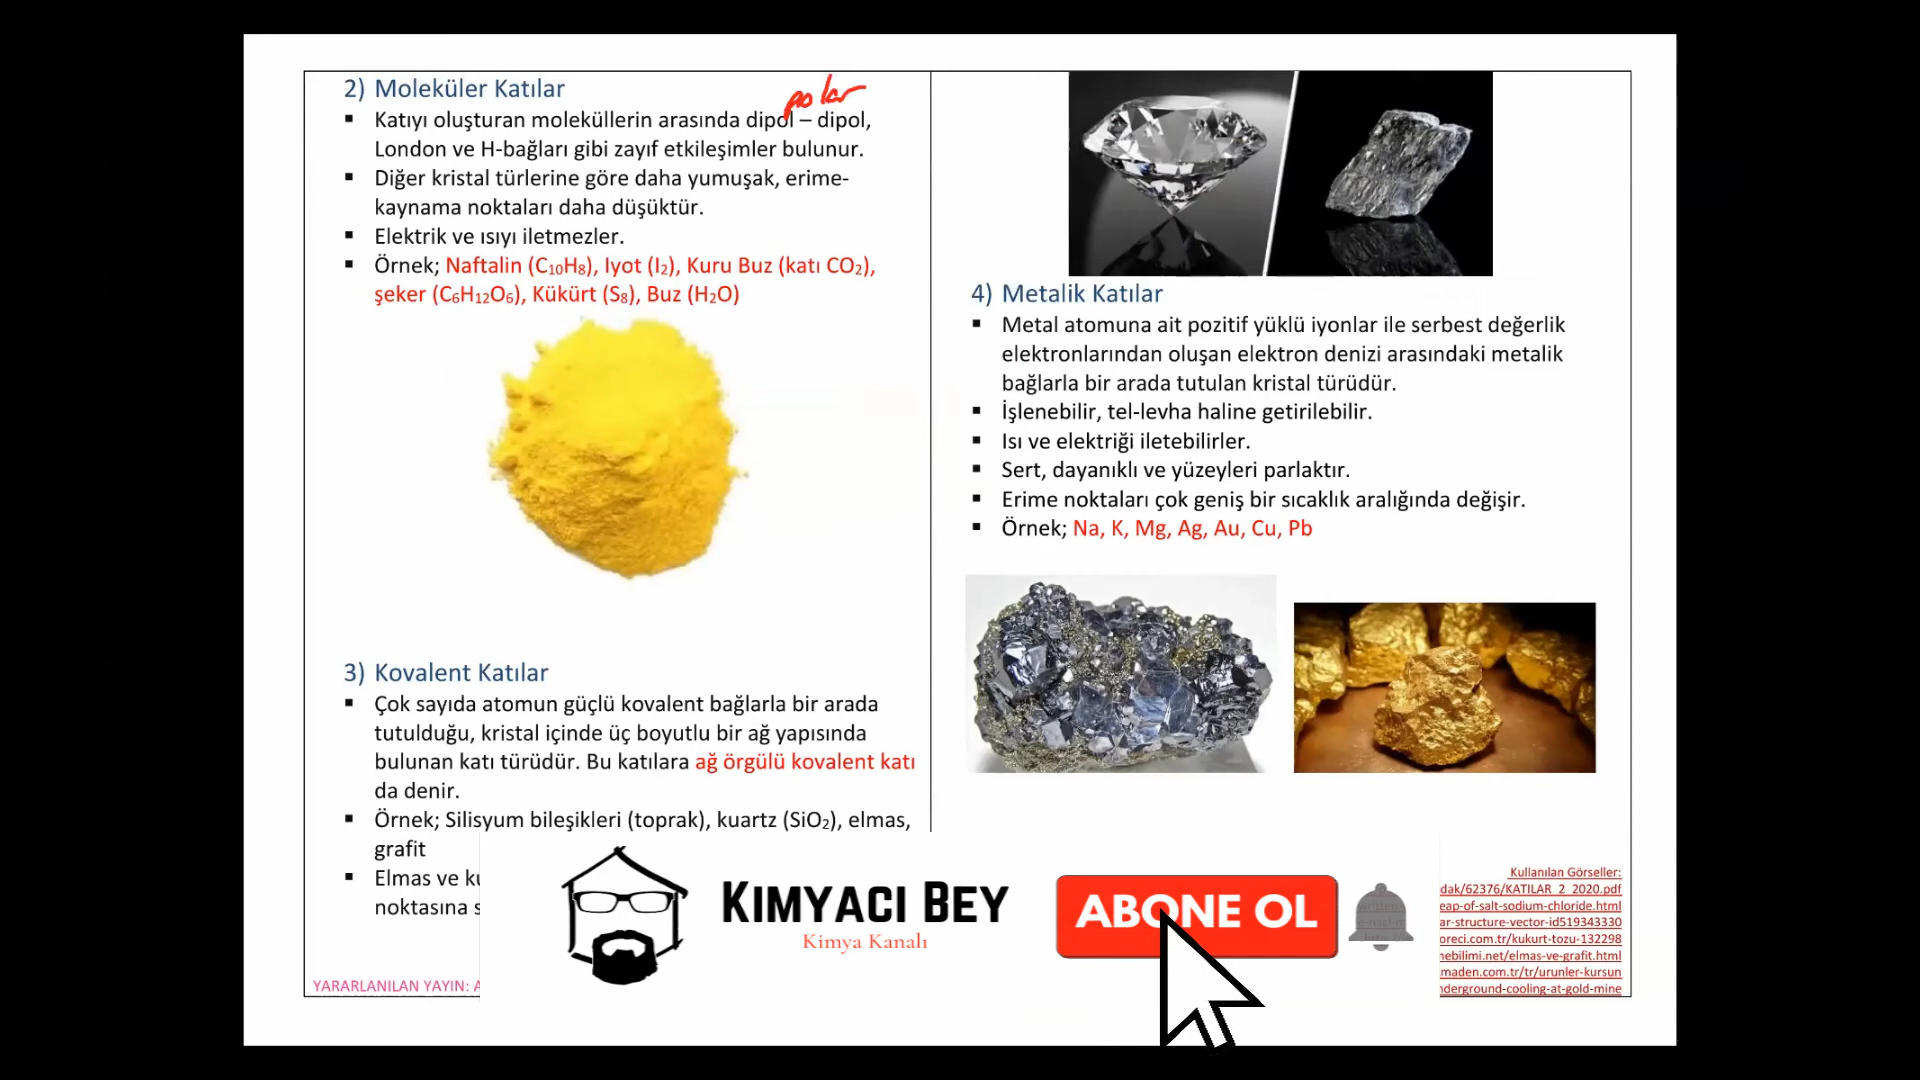 2) Moleküler Katılar
polar
▪ Katıyı oluşturan moleküllerin arasında dipol – dipol,
London ve H-bağları gibi zayıf etkileşimler bulunur.
▪ Diğer kristal türlerine göre daha yumuşak, erime-
kaynama noktaları daha düşüktür.
▪ Elektrik ve ısıyı iletmezler.
▪ Örnek; Naftalin (C₁₀H₈), Iyot (I₂), Kuru Buz (katı CO₂),
şeker (C₆H₁₂O₆), Kükürt (S₈), Buz (H₂O)
3) Kovalent Katılar
▪ Çok sayıda atomun güçlü kovalent bağlarla bir arada
tutulduğu, kristal içinde üç boyutlu bir ağ yapısında
bulunan katı türüdür. Bu katılara ağ örgülü kovalent katı
da denir.
▪ Örnek; Silisyum bileşikleri (toprak), kuartz (SiO₂), elmas,
grafit
▪ Elmas ve
noktasına
YARARLANILAN YAYIN:
4) Metalik Katılar
▪ Metal atomuna ait pozitif yüklü iyonlar ile serbest değerlik
elektronlarından oluşan elektron denizi arasındaki metalik
bağlarla bir arada tutulan kristal türüdür.
▪ İşlenebilir, tel-levha haline getirilebilir.
▪ Isı ve elektriği iletebilirler.
▪ Sert, dayanıklı ve yüzeyleri parlaktır.
▪ Erime noktaları çok geniş bir sıcaklık aralığında değişir.
▪ Örnek; Na, K, Mg, Ag, Au, Cu, Pb
Kullanılan Görseller:
dak/62376/KATILAR_2_2020.pdf
eap-of-salt-sodium-chloride.html
ar-structure-vector-id519343330
oreci.com.tr/kukurt-tozu-132298
nebilimi.net/elmas-ve-grafit.html
maden.com.tr/tr/urunler-kursun
nderground-cooling-at-gold-mine
KIMYACI BEY
Kimya Kanalı
ABONE OL